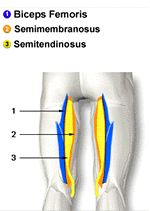 1 Biceps Femoris
2 Semimembranosus
3 Semitendinosus
1
2
3